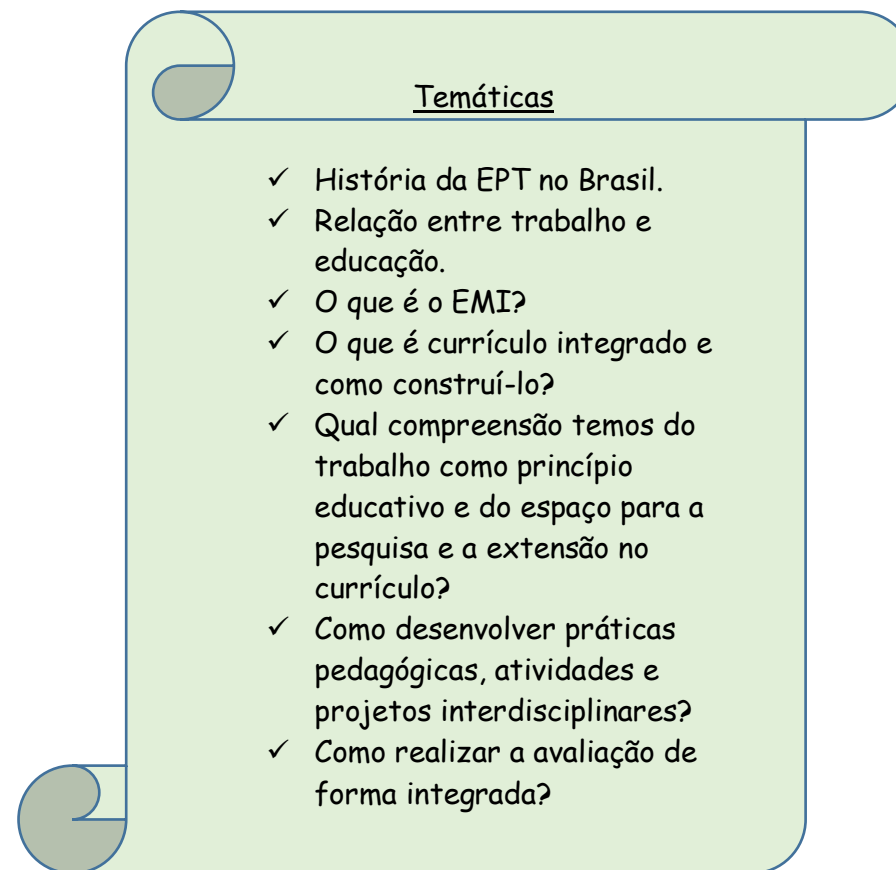 Temáticas
✓ História da EPT no Brasil.
✓ Relação entre trabalho e
educação.
✓ O que é o EMI?
✓ O que é currículo integrado e
como construí-lo?
✓ Qual compreensão temos do
trabalho como princípio
educativo e do espaço para a
pesquisa e a extensão no
currículo?
✓ Como desenvolver práticas
pedagógicas, atividades e
projetos interdisciplinares?
✓ Como realizar a avaliação de
forma integrada?